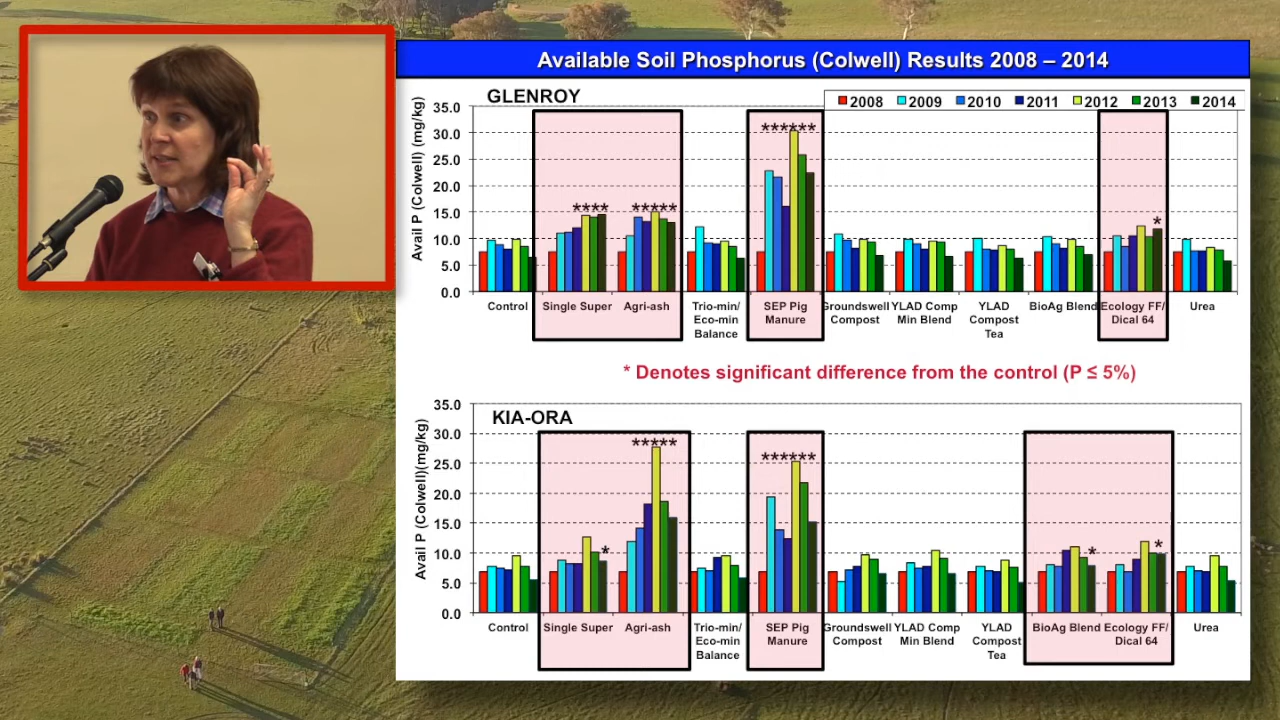 Available Soil Phosphorus (Colwell) Results 2008 – 2014
GLENROY
2008 2009 2010 2011 2012 2013 2014
Avail P (Colwell) (mg/kg)
35.0
30.0
25.0
20.0
15.0
10.0
5.0
0.0
******
**** *****
*
Control Single Super Agri-ash Trio-min/ SEP Pig Groundswell YLAD Comp YLAD BioAg Blend Ecology FF/ Urea
Eco-min Manure Compost Min Blend Compost Dical 64
Balance Tea
* Denotes significant difference from the control (P ≤ 5%)
KIA-ORA
Avail P (Colwell)(mg/kg)
35.0
30.0
25.0
20.0
15.0
10.0
5.0
0.0
*****
******
* * *
Control Single Super Agri-ash Trio-min/ SEP Pig Groundswell YLAD Comp YLAD BioAg Blend Ecology FF/ Urea
Eco-min Manure Compost Min Blend Compost Dical 64
Balance Tea